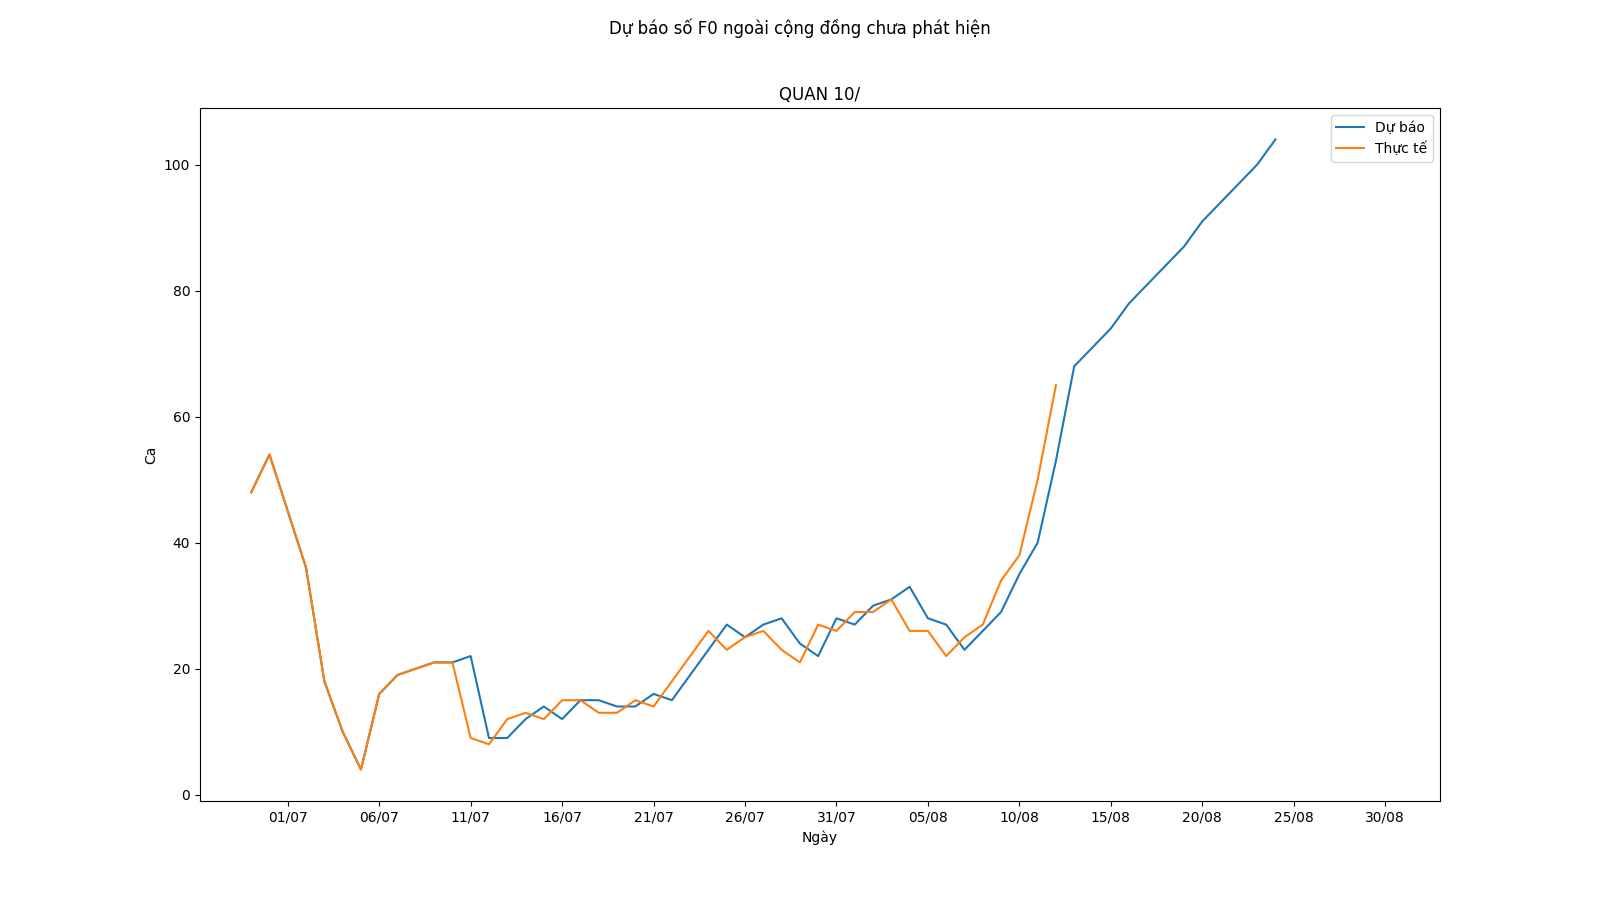 Dự báo số F0 ngoài cộng đồng chưa phát hiện
QUAN 10/
Dự báo
Thực tế
100
80
60
40
20
0
Ca
01/07 06/07 11/07 16/07 21/07 26/07 31/07 05/08 10/08 15/08 20/08 25/08 30/08
Ngày